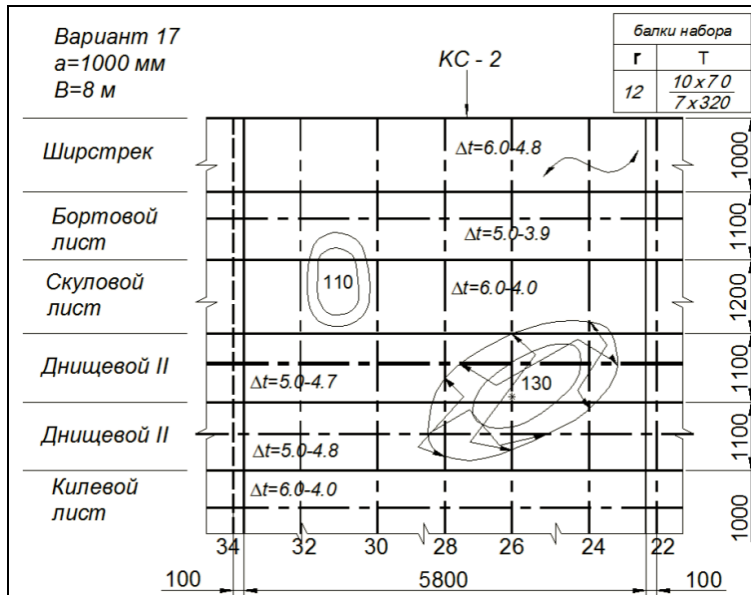 Вариант 17
a=1000 мм
B=8 м
балки набора
г Т
12 10 x 7 0
7 x 320
КС - 2
Ширстрек
Δt=6.0-4.8
1000
Бортовой
лист
Δt=5.0-3.9
1100
Скуловой
лист
110
Δt=6.0-4.0
1200
Днищевой II
Δt=5.0-4.7
130
1100
Днищевой II
Δt=5.0-4.8
1100
Килевой
лист
Δt=6.0-4.0
1000
34 32 30 28 26 24 22
100 5800 100